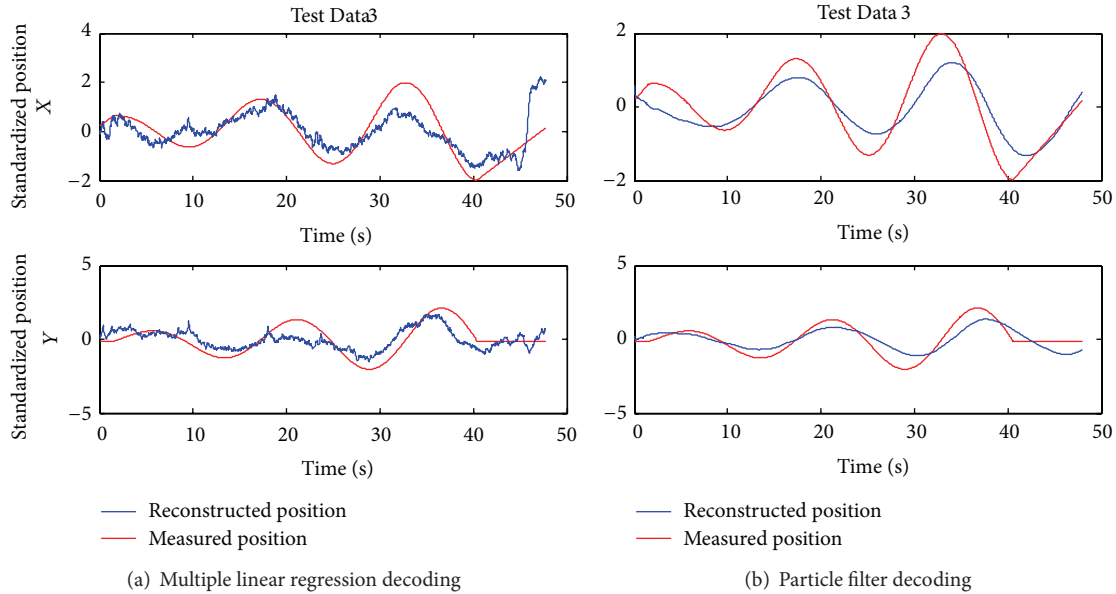 Test Data3
Standardized position
X
4
2
0
−2
0
10
20
30
40
50
Time (s)
Standardized position
Y
5
0
−5
0
10
20
30
40
50
Time (s)
Reconstructed position
Measured position
(a) Multiple linear regression decoding
Test Data 3
2
0
2
0
10
20
30
40
50
Time (s)
5
0
−5
0
10
20
30
40
50
Time (s)
Reconstructed position
Measured position
(b) Particle filter decoding